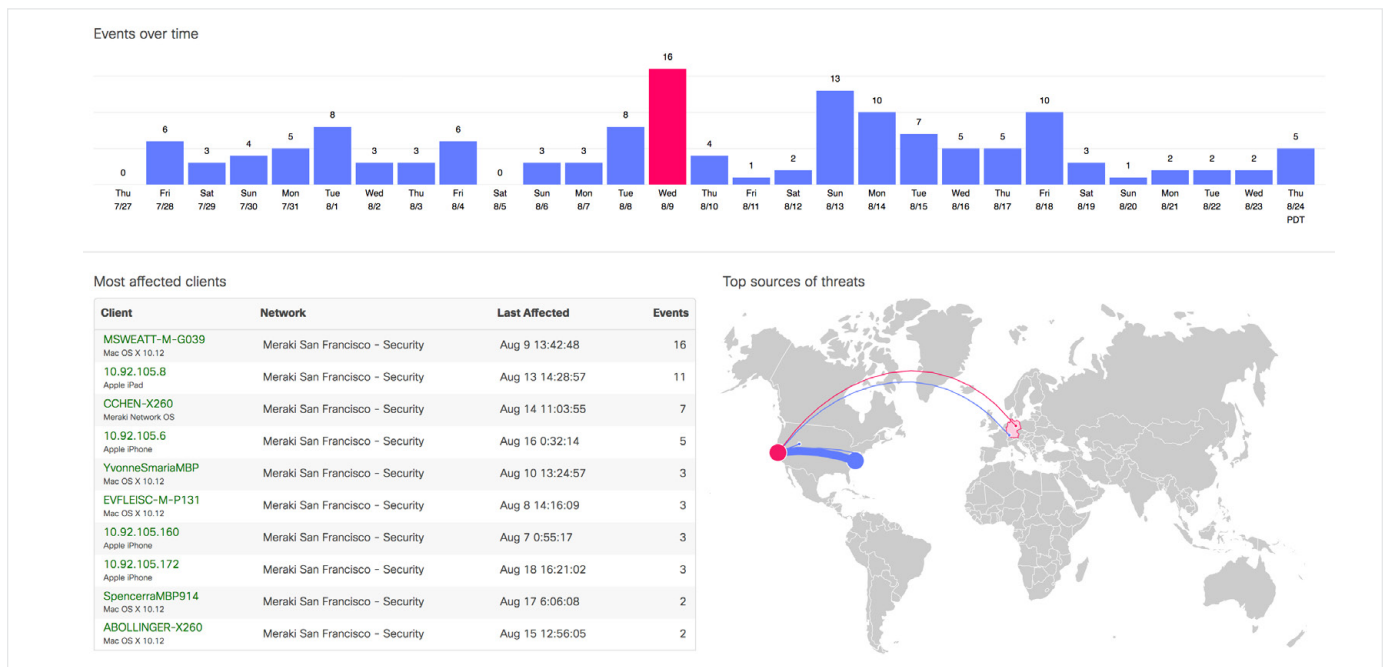 Events over time
0 6 3 4 5 8 3 3 6 0 3 3 8 16 4 1 2 13 10 7 5 5 10 3 1 2 2 2 5
Thu Fri Sat Sun Mon Tue Wed Thu Fri Sat Sun Mon Tue Wed Thu Fri Sat Sun Mon Tue Wed Thu Fri Sat Sun Mon Tue Wed Thu
7/27 7/28 7/29 7/30 7/31 8/1 8/2 8/3 8/4 8/5 8/6 8/7 8/8 8/9 8/10 8/11 8/12 8/13 8/14 8/15 8/16 8/17 8/18 8/19 8/20 8/21 8/22 8/23 8/24
PDT
Most affected clients
Client Network Last Affected Events
MSWEATT-M-G039
Mac OS X 10.12
Meraki San Francisco - Security Aug 9 13:42:48 16
10.92.105.8
Apple iPad
Meraki San Francisco - Security Aug 13 14:28:57 11
CCHEN-X260
Meraki Network OS
Meraki San Francisco - Security Aug 14 11:03:55 7
10.92.105.6
Apple iPhone
Meraki San Francisco - Security Aug 16 0:32:14 5
YvonneSmariaMBP
Mac OS X 10.12
Meraki San Francisco - Security Aug 10 13:24:57 3
EVFLEISC-M-P131
Mac OS X 10.12
Meraki San Francisco - Security Aug 8 14:16:09 3
10.92.105.160
Apple iPhone
Meraki San Francisco - Security Aug 7 0:55:17 3
10.92.105.172
Apple iPhone
Meraki San Francisco - Security Aug 18 16:21:02 3
SpencerraMBP914
Mac OS X 10.12
Meraki San Francisco - Security Aug 17 6:06:08 2
ABOLLINGER-X260
Mac OS X 10.12
Meraki San Francisco - Security Aug 15 12:56:05 2
Top sources of threats